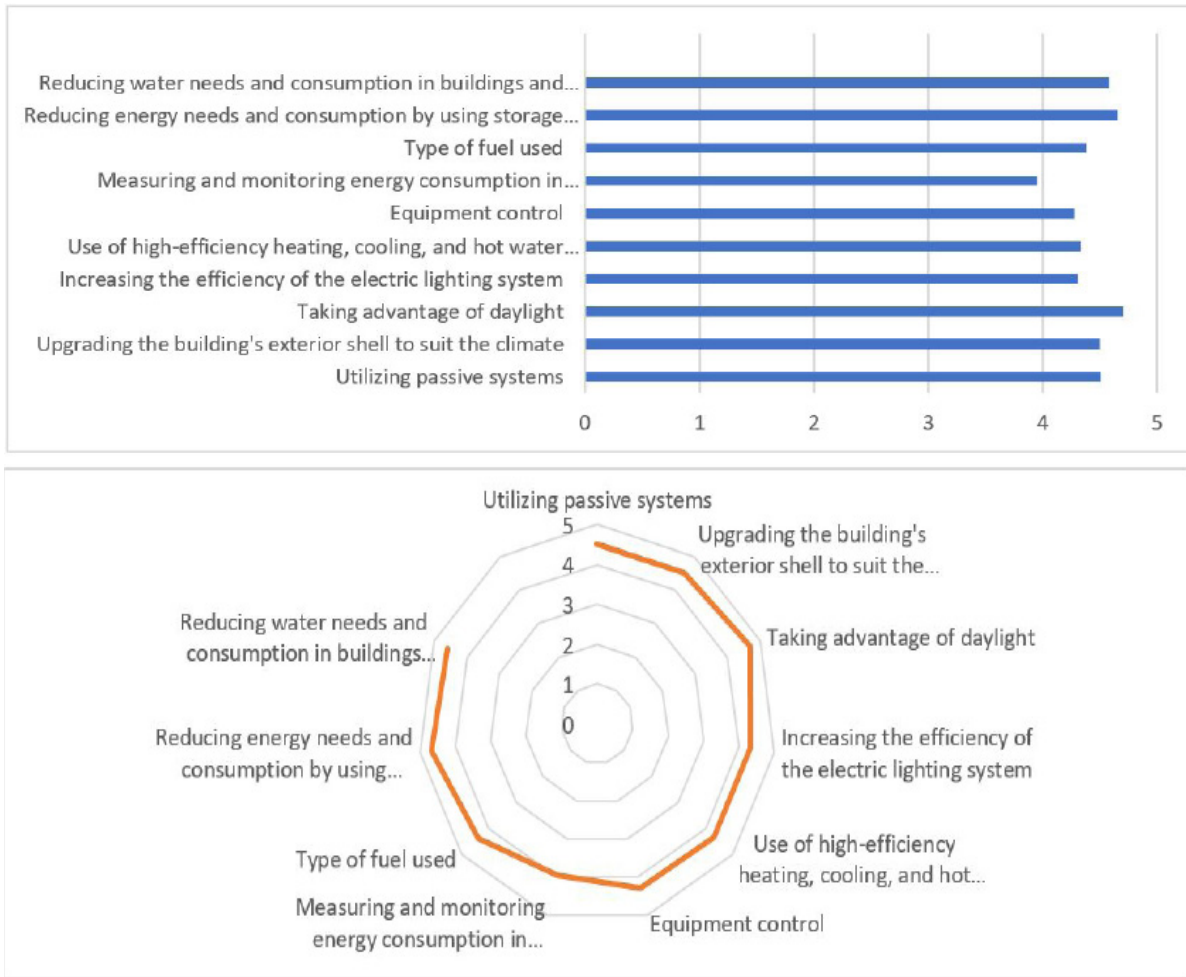 Reducing water needs and consumption in buildings and...
Reducing energy needs and consumption by using storage...
Type of fuel used
Measuring and monitoring energy consumption in...
Equipment control
Use of high-efficiency heating, cooling, and hot water...
Increasing the efficiency of the electric lighting system
Taking advantage of daylight
Upgrading the building's exterior shell to suit the climate
Utilizing passive systems
0 1 2 3 4 5
Utilizing passive systems
5
4
3
2
1
0
Upgrading the building's
exterior shell to suit the...
Taking advantage of daylight
Increasing the efficiency of
the electric lighting system
Use of high-efficiency
heating, cooling, and hot...
Equipment control
Measuring and monitoring
energy consumption in...
Type of fuel used
Reducing energy needs and
consumption by using...
Reducing water needs and
consumption in buildings...